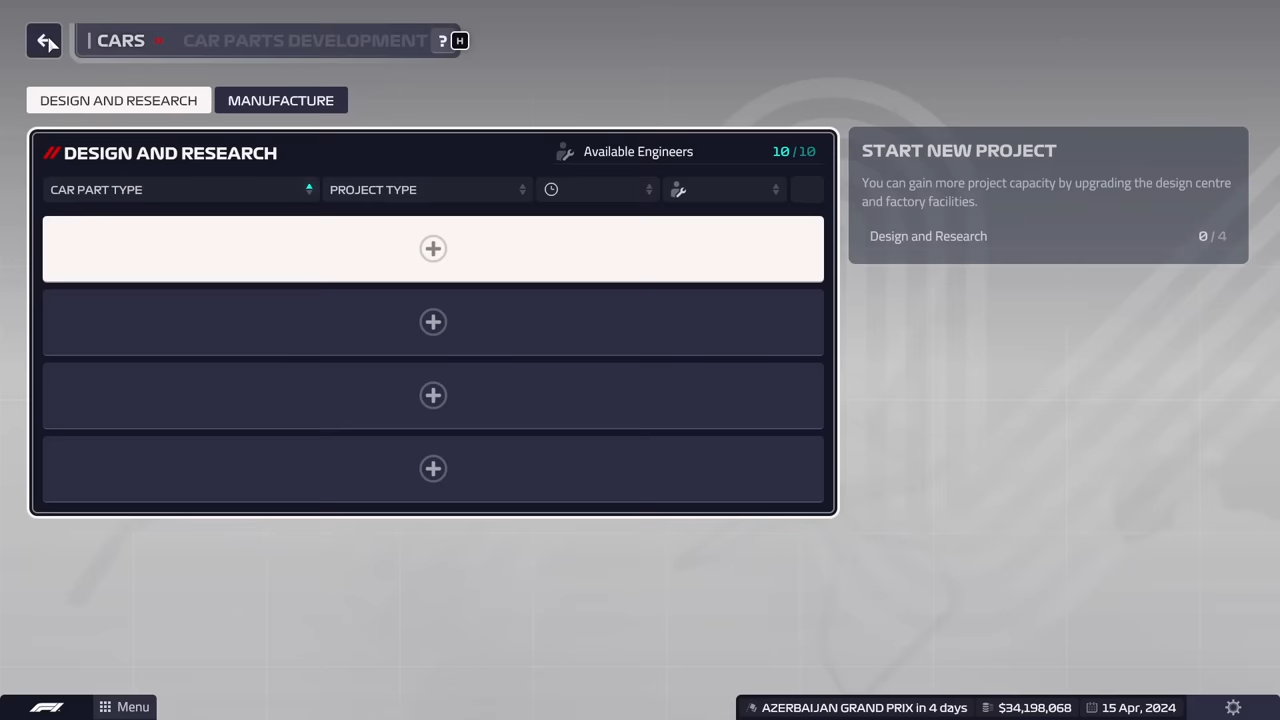 CARS
CAR PARTS DEVELOPMENT
? H
DESIGN AND RESEARCH
MANUFACTURE
DESIGN AND RESEARCH
Available Engineers
10/10
CAR PART TYPE
PROJECT TYPE
START NEW PROJECT
You can gain more project capacity by upgrading the design centre
and factory facilities.
Design and Research
0/4
Menu
AZERBAIJAN GRAND PRIX in 4 days
$34,198,068
15 Apr, 2024